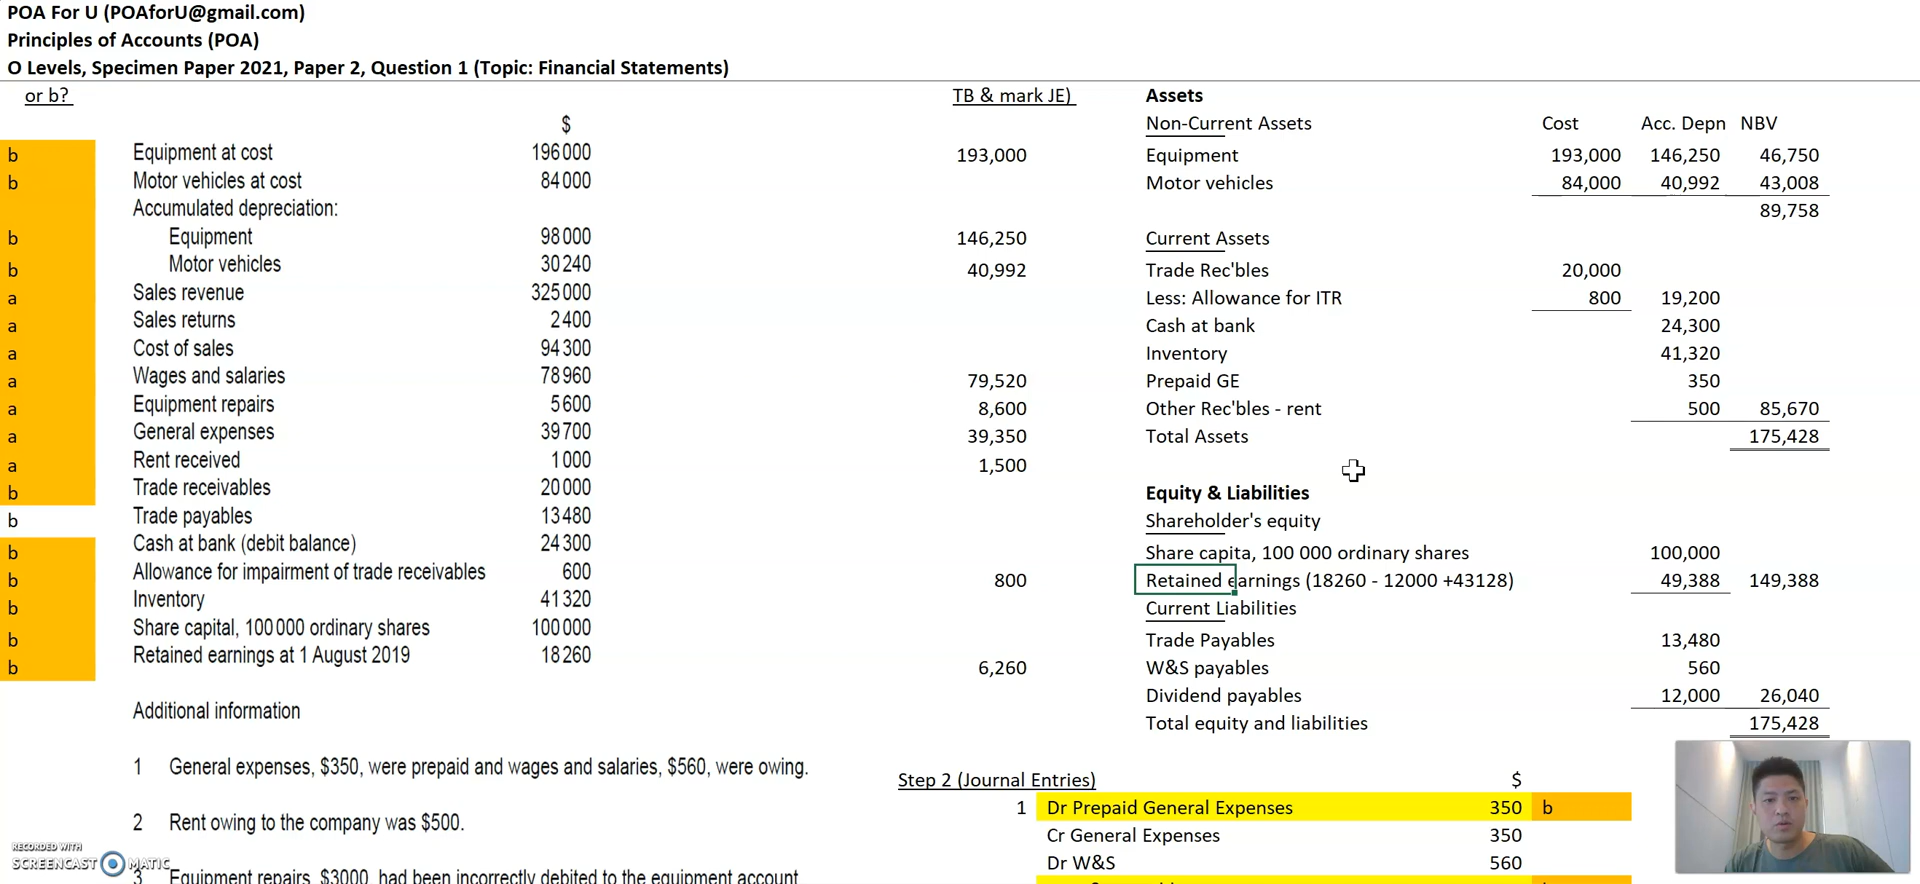 POA For U (POAforU@gmail.com)
Principles of Accounts (POA)
O Levels, Specimen Paper 2021, Paper 2, Question 1 (Topic: Financial Statements)
or b? TB & mark JE) Assets
$ Non-Current Assets Cost Acc. Depn NBV
b Equipment at cost 196 000 193,000 Equipment 193,000 146,250 46,750
b Motor vehicles at cost 84 000 Motor vehicles 84,000 40,992 43,008
Accumulated depreciation: 89,758
b Equipment 98 000 146,250 Current Assets
b Motor vehicles 30 240 40,992 Trade Rec'bles 20,000
a Sales revenue 325 000 Less: Allowance for ITR 800 19,200
a Sales returns 2 400 Cash at bank 24,300
a Cost of sales 94 300 Inventory 41,320
a Wages and salaries 78 960 79,520 Prepaid GE 350
a Equipment repairs 5 600 8,600 Other Rec'bles - rent 500 85,670
a General expenses 39 700 39,350 Total Assets 175,428
a Rent received 1 000 1,500
b Trade receivables 20 000 Equity & Liabilities
b Trade payables 13 480 Shareholder's equity
b Cash at bank (debit balance) 24 300 Share capita, 100 000 ordinary shares 100,000
b Allowance for impairment of trade receivables 600 800 Retained earnings (18260 - 12000 +43128) 49,388 149,388
b Inventory 41 320 Current Liabilities
b Share capital, 100 000 ordinary shares 100 000 Trade Payables 13,480
b Retained earnings at 1 August 2019 18 260 6,260 W&S payables 560
Additional information Dividend payables 12,000 26,040
Total equity and liabilities 175,428
1 General expenses, $350, were prepaid and wages and salaries, $560, were owing.
Step 2 (Journal Entries) $
1 Dr Prepaid General Expenses 350 b
2 Rent owing to the company was $500.
Cr General Expenses 350
Dr W&S 560
3 Equipment repairs, $3000, had been incorrectly debited to the equipment account
RECORDED WITH
SCREENCAST MATIC